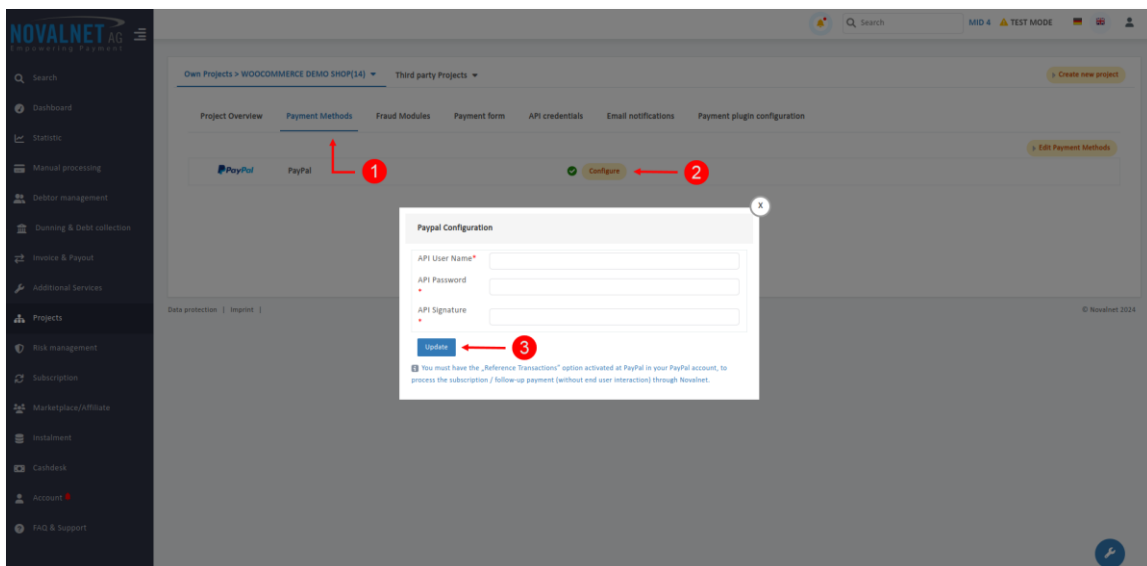 NOVALNET AG
Empowering Payment
Search
MID 4
TEST MODE
Search
Dashboard
Statistic
Manual processing
Debtor management
Dunning & Debt collection
Invoice & Payout
Additional Services
Projects
Risk management
Subscription
Marketplace/Affiliate
Instalment
Cashdesk
Account
FAQ & Support
Own Projects > WOOCOMMERCE DEMO SHOP(14)
Third party Projects
Create new project
Project Overview
Payment Methods
Fraud Modules
Payment form
API credentials
Email notifications
Payment plugin configuration
Edit Payment Methods
1
PayPal
PayPal
Configure
2
X
Paypal Configuration
API User Name*
API Password
*
API Signature
*
Update
3
You must have the „Reference Transactions" option activated at PayPal in your PayPal account, to
process the subscription / follow-up payment (without end user interaction) through Novalnet.
Data protection | Imprint |
© Novalnet 2024